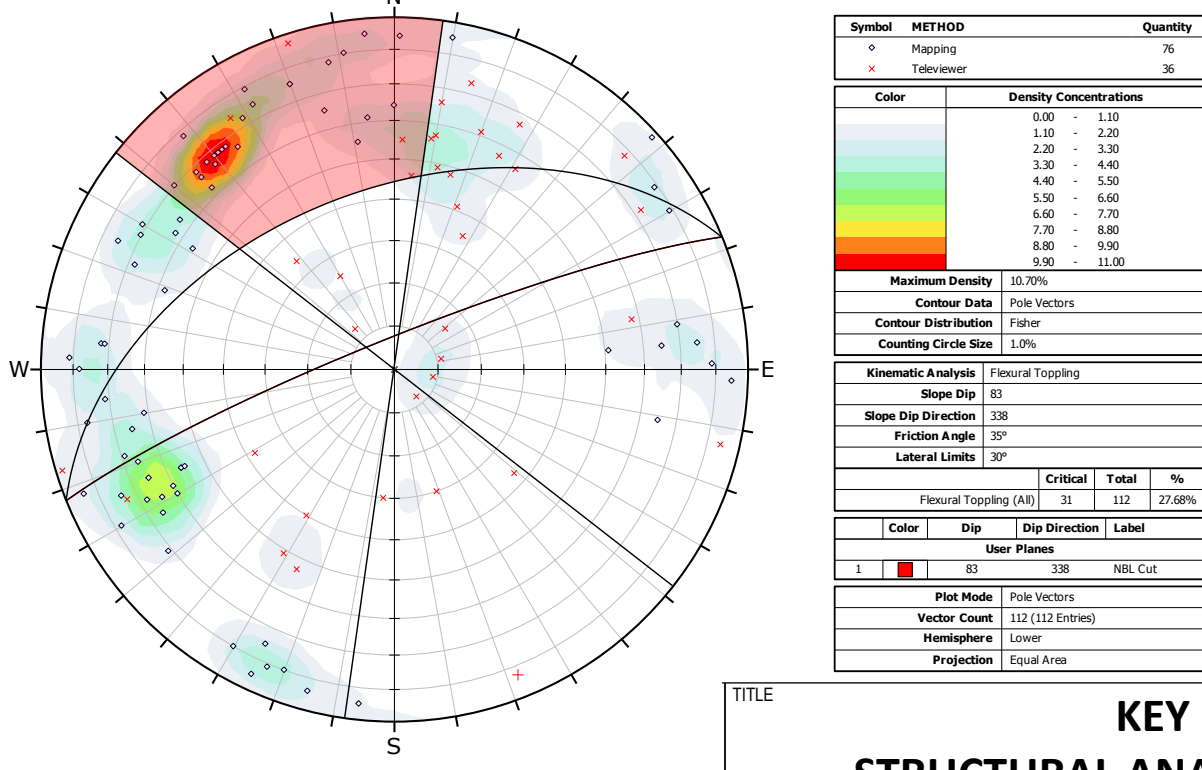 N
W
E
S
Symbol METHOD Quantity
Mapping 76
Televiewer 36
Color Density Concentrations
0.00 - 1.10
1.10 - 2.20
2.20 - 3.30
3.30 - 4.40
4.40 - 5.50
5.50 - 6.60
6.60 - 7.70
7.70 - 8.80
8.80 - 9.90
9.90 - 11.00
Maximum Density 10.70%
Contour Data Pole Vectors
Contour Distribution Fisher
Counting Circle Size 1.0%
Kinematic Analysis Flexural Toppling
Slope Dip 83
Slope Dip Direction 338
Friction Angle 35°
Lateral Limits 30°
Critical Total %
Flexural Toppling (All) 31 112 27.68%
Color Dip Dip Direction Label
User Planes
1 83 338 NBL Cut
Plot Mode Pole Vectors
Vector Count 112 (112 Entries)
Hemisphere Lower
Projection Equal Area
TITLE
KEY
STRUCTURAL ANA